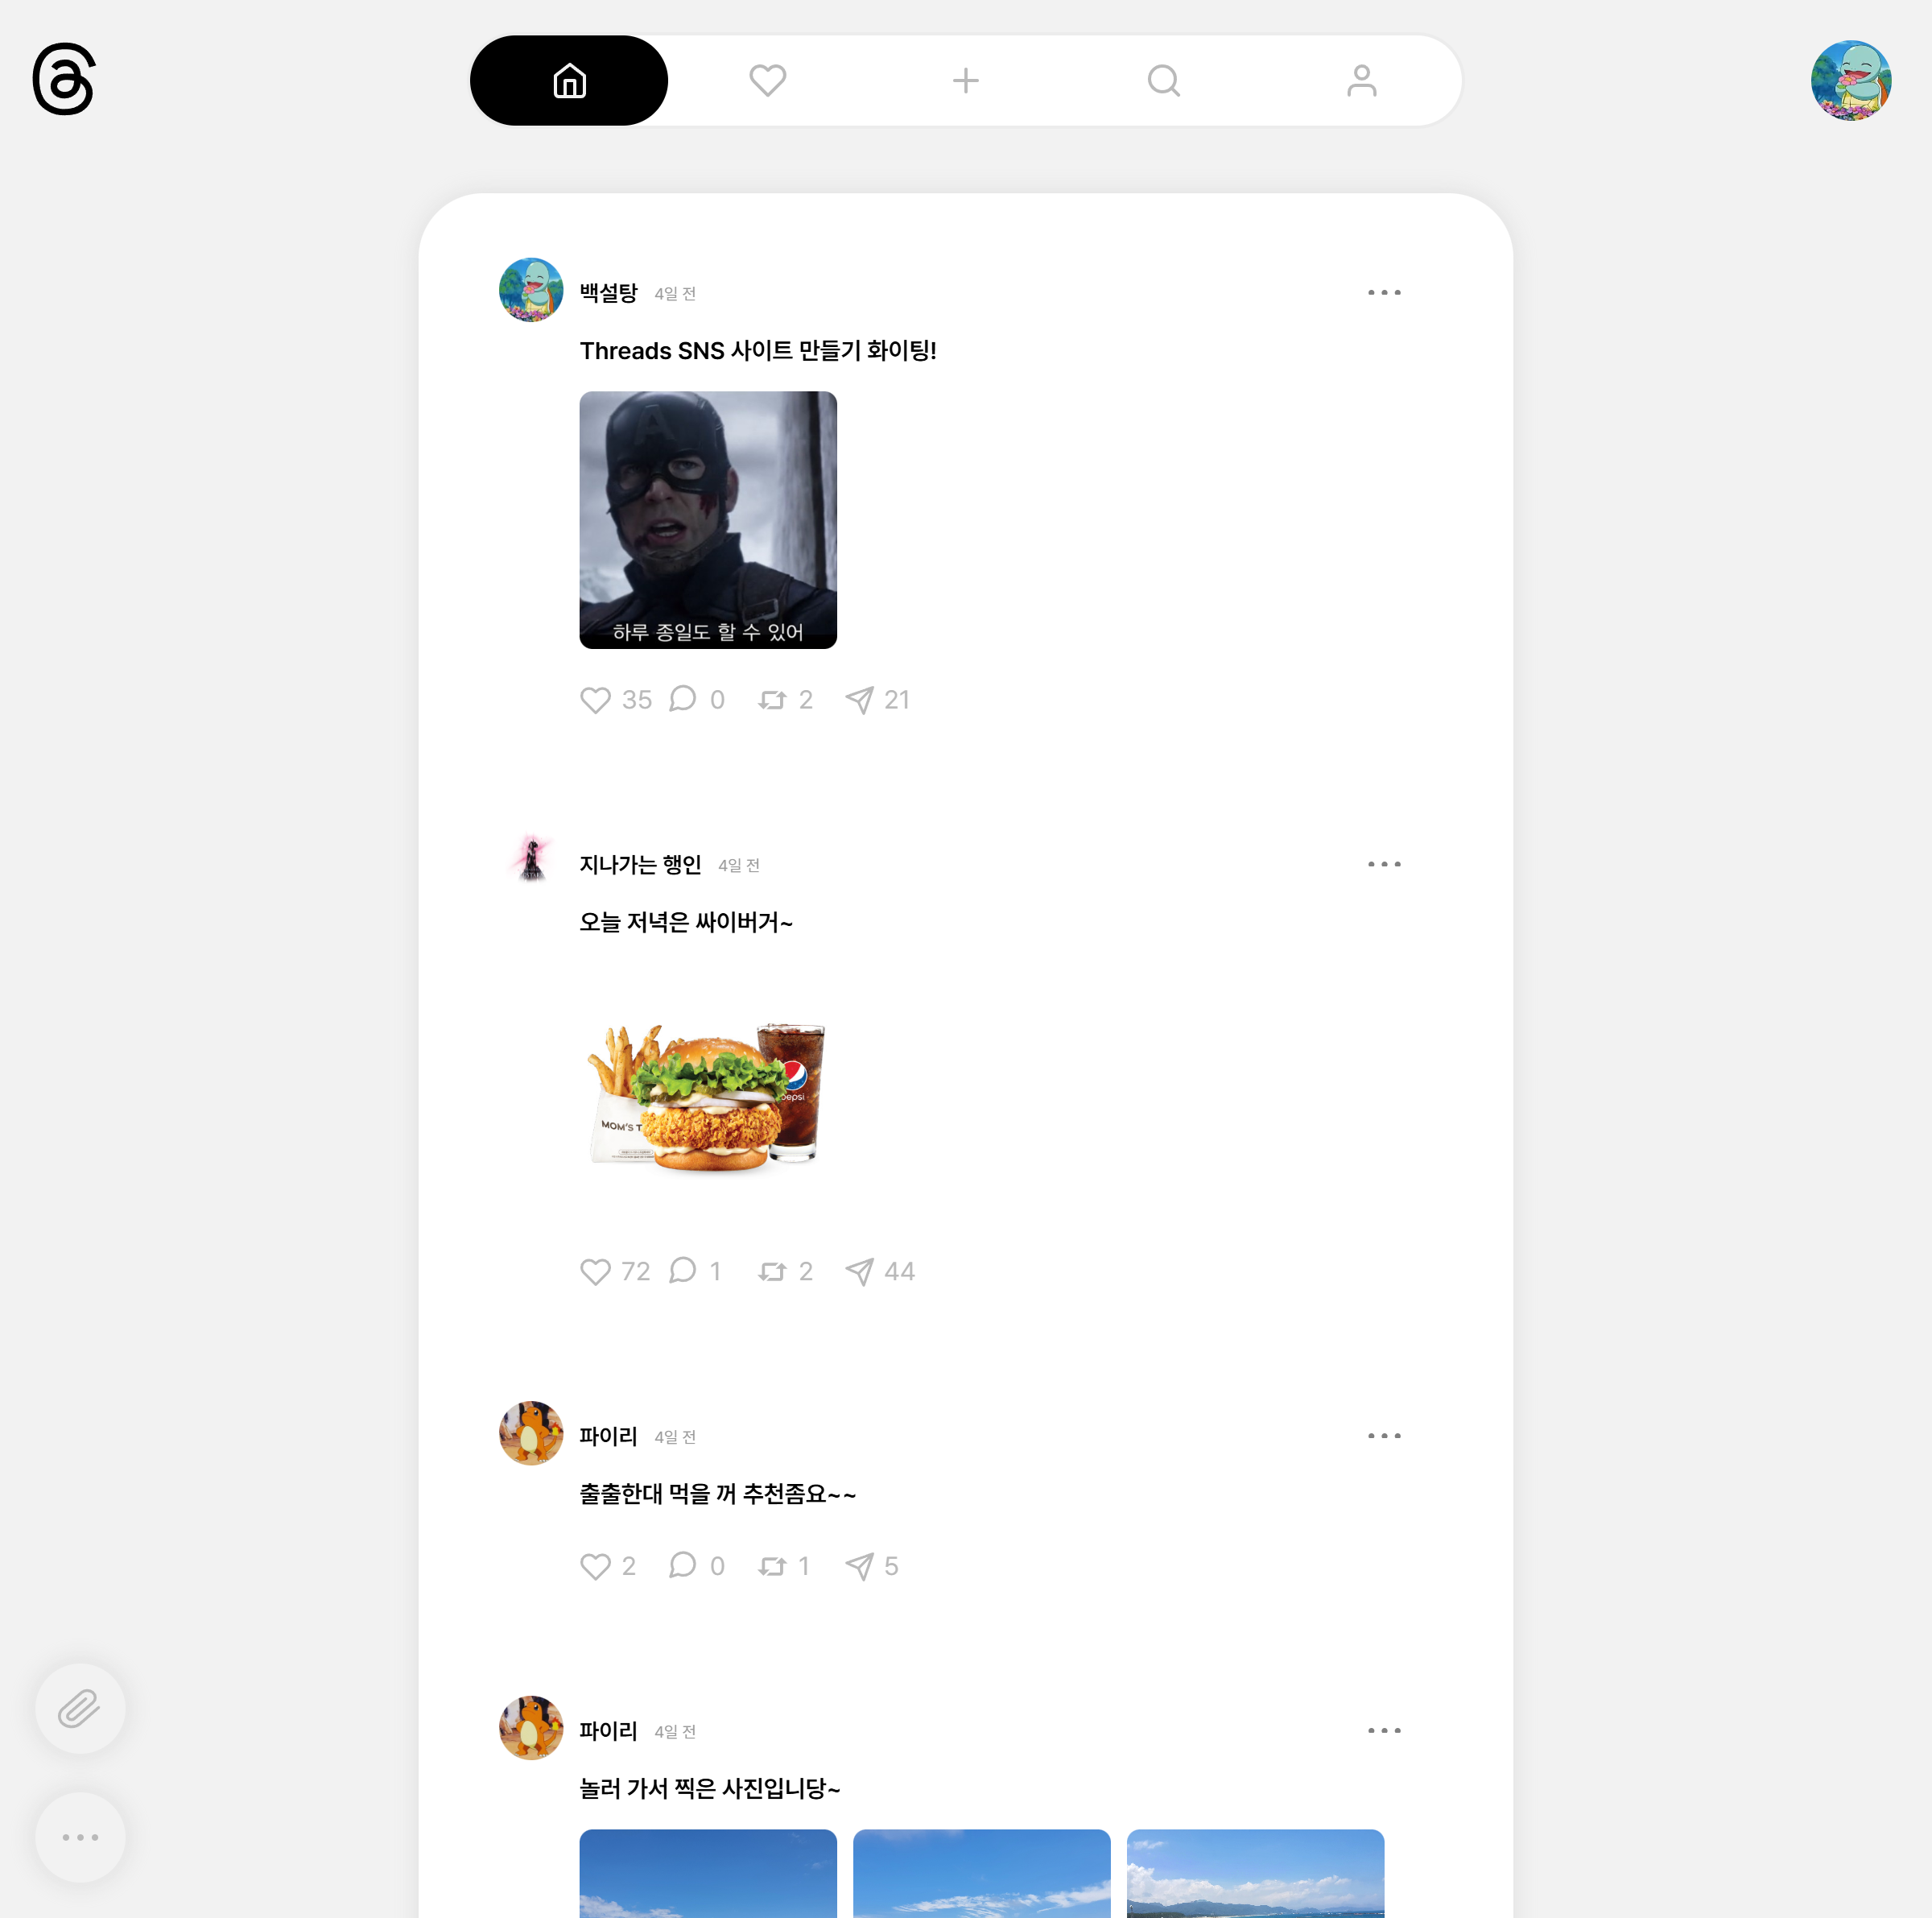 백설탕 4일 전
Threads SNS 사이트 만들기 화이팅!
하루 종일도 할 수 있어
35 0 2 21
지나가는 행인 4일 전
오늘 저녁은 싸이버거~
pepsi
MOM'S T
72 1 2 44
파이리 4일 전
출출한대 먹을 꺼 추천좀요~~
2 0 1 5
파이리 4일 전
놀러 가서 찍은 사진입니당~